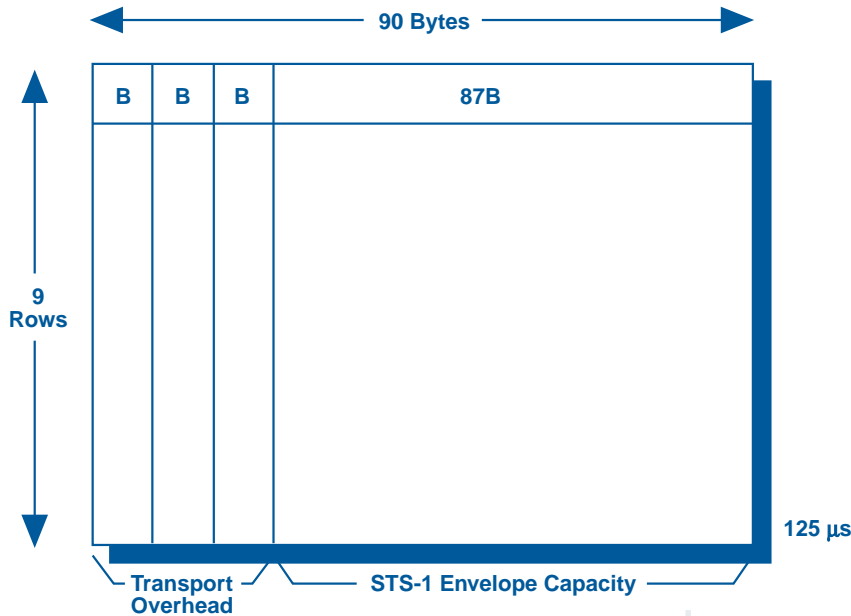 90 Bytes
B B B 87B
9
Rows
125 µs
Transport
Overhead
STS-1 Envelope Capacity